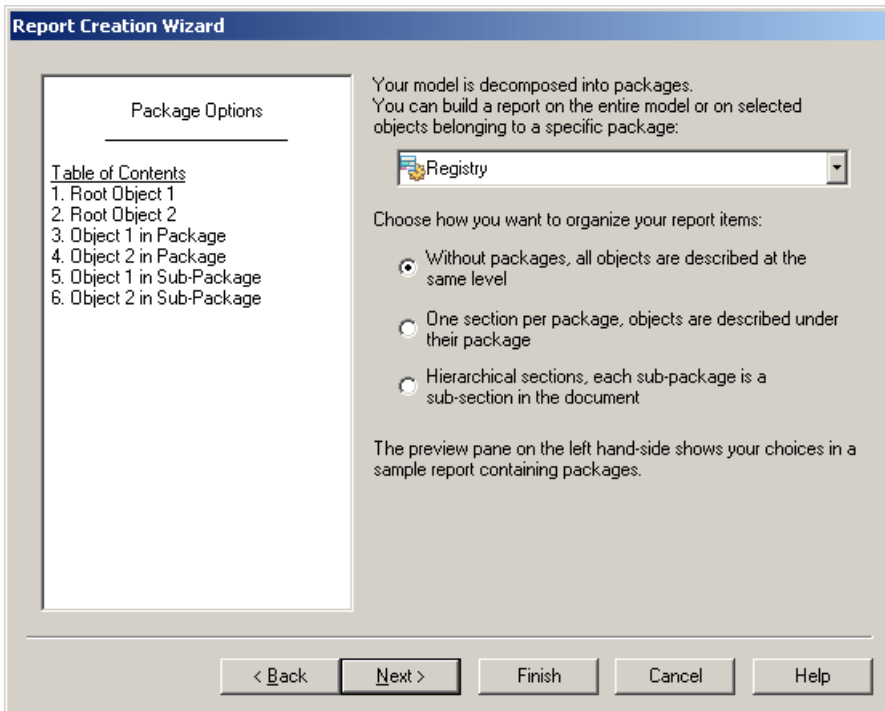 Report Creation Wizard
Package Options
Table of Contents
1. Root Object 1
2. Root Object 2
3. Object 1 in Package
4. Object 2 in Package
5. Object 1 in Sub-Package
6. Object 2 in Sub-Package
Your model is decomposed into packages.
You can build a report on the entire model or on selected
objects belonging to a specific package:
Registry
Choose how you want to organize your report items:
Without packages, all objects are described at the
same level
One section per package, objects are described under
their package
Hierarchical sections, each sub-package is a
sub-section in the document
The preview pane on the left hand-side shows your choices in a
sample report containing packages.
< Back
Next >
Finish
Cancel
Help